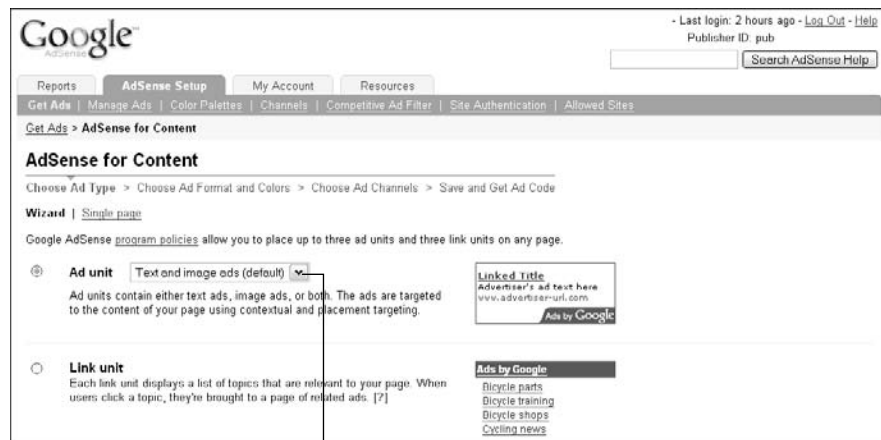 - Last login: 2 hours ago - Log Out - Help
Google
AdSense
Publisher ID: pub
Search AdSense Help
Reports AdSense Setup My Account Resources
Get Ads | Manage Ads | Color Palettes | Channels | Competitive Ad Filter | Site Authentication | Allowed Sites
Get Ads > AdSense for Content
AdSense for Content
Choose Ad Type > Choose Ad Format and Colors > Choose Ad Channels > Save and Get Ad Code
Wizard | Single page
Google AdSense program policies allow you to place up to three ad units and three link units on any page.
Ad unit Text and image ads (default)
Ad units contain either text ads, image ads, or both. The ads are targeted
to the content of your page using contextual and placement targeting.
Linked Title
Advertiser's ad text here
www.advertiser-url.com
Ads by Google
Link unit
Each link unit displays a list of topics that are relevant to your page. When
users click a topic, they're brought to a page of related ads. [?]
Ads by Google
Bicycle parts
Bicycle training
Bicycle shops
Cycling news